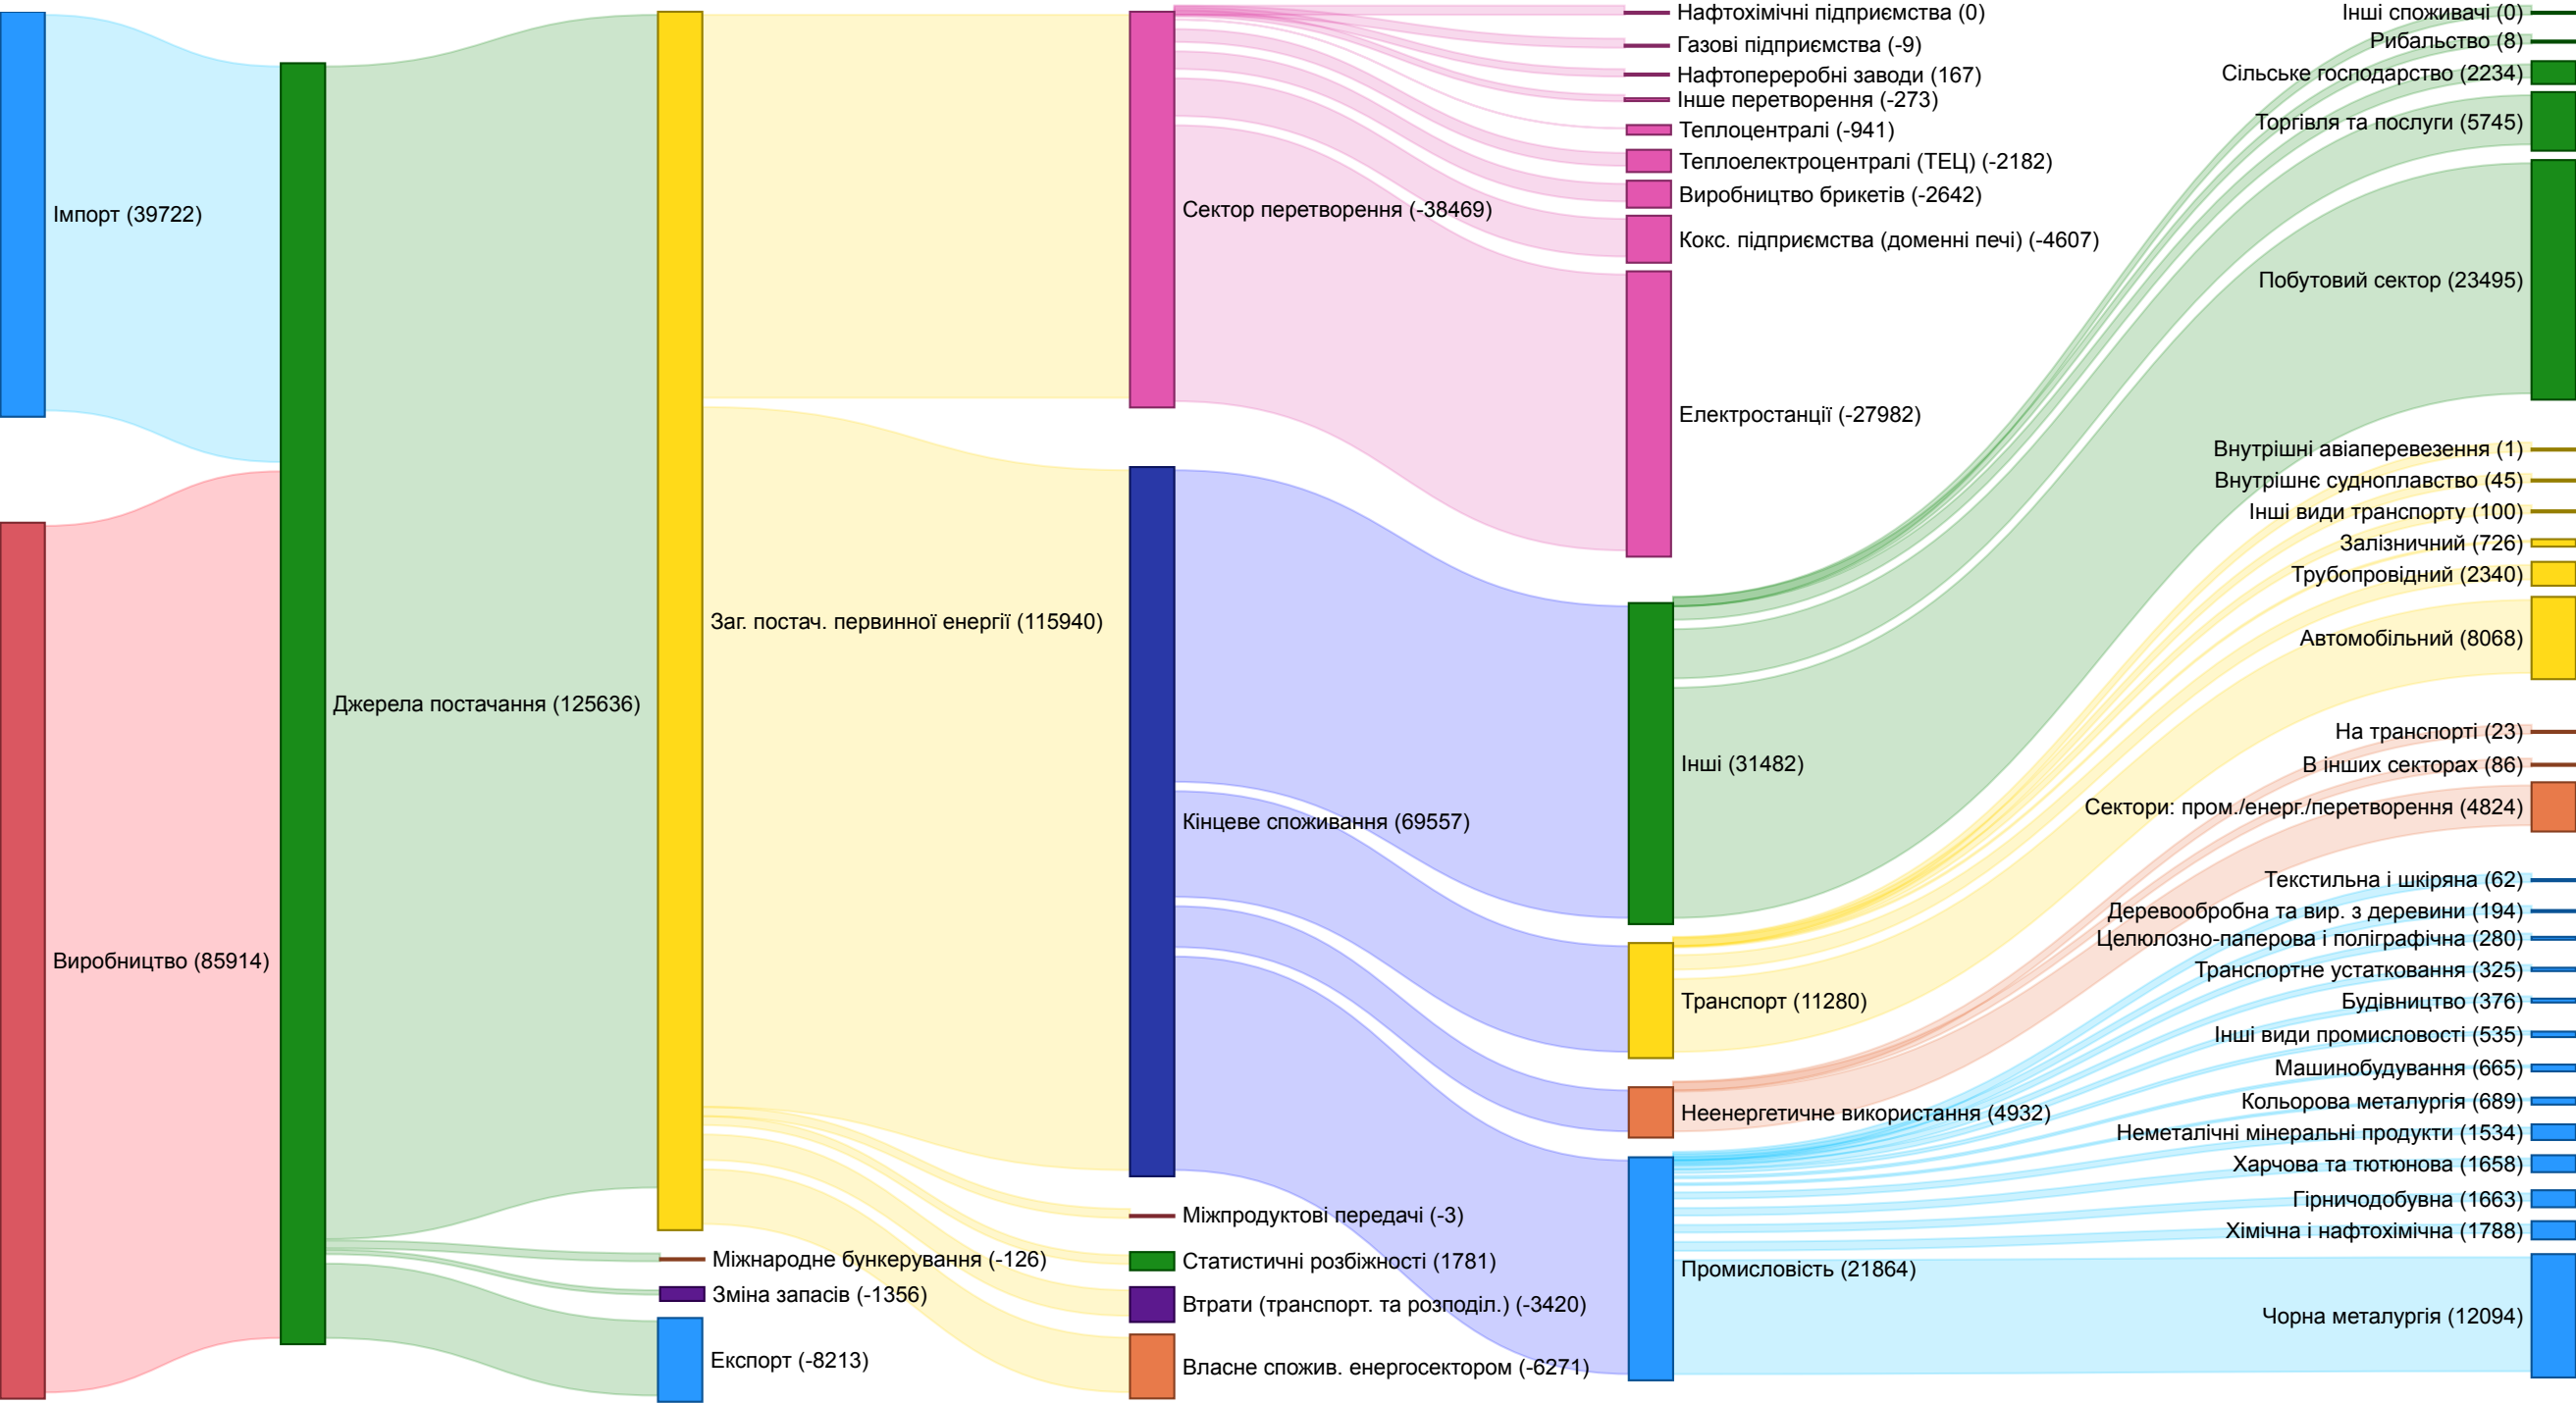 Імпорт (39722)
Виробництво (85914)
Джерела постачання (125636)
Заг. постач. первинної енергії (115940)
Міжнародне бункерування (-126)
Зміна запасів (-1356)
Експорт (-8213)
Сектор перетворення (-38469)
Кінцеве споживання (69557)
Міжпродуктові передачі (-3)
Статистичні розбіжності (1781)
Втрати (транспорт. та розподіл.) (-3420)
Власне спожив. енергосектором (-6271)
Нафтохімічні підприємства (0)
Газові підприємства (-9)
Нафтопереробні заводи (167)
Інше перетворення (-273)
Теплоцентралі (-941)
Теплоелектроцентралі (ТЕЦ) (-2182)
Виробництво брикетів (-2642)
Кокс. підприємства (доменні печі) (-4607)
Електростанції (-27982)
Інші (31482)
Транспорт (11280)
Неенергетичне використання (4932)
Промисловість (21864)
Інші споживачі (0)
Рибальство (8)
Сільське господарство (2234)
Торгівля та послуги (5745)
Побутовий сектор (23495)
Внутрішні авіаперевезення (1)
Внутрішнє судноплавство (45)
Інші види транспорту (100)
Залізничний (726)
Трубопровідний (2340)
Автомобільний (8068)
На транспорті (23)
В інших секторах (86)
Сектори: пром./енерг./перетворення (4824)
Текстильна і шкіряна (62)
Деревообробна та вир. з деревини (194)
Целюлозно-паперова і поліграфічна (280)
Транспортне устатковання (325)
Будівництво (376)
Інші види промисловості (535)
Машинобудування (665)
Кольорова металургія (689)
Неметалічні мінеральні продукти (1534)
Харчова та тютюнова (1658)
Гірничодобувна (1663)
Хімічна і нафтохімічна (1788)
Чорна металургія (12094)